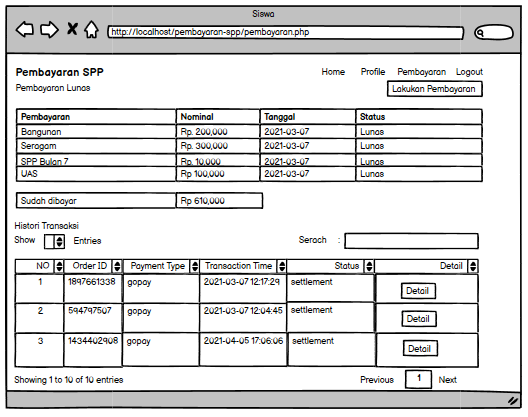 Siswa
http://localhost/pembayaran-spp/pembayaran.php
Pembayaran SPP
Home Profile Pembayaran Logout
Pembayaran Lunas
Lakukan Pembayaran
Pembayaran Nominal Tanggal Status
Bangunan Rp. 200,000 2021-03-07 Lunas
Seragam Rp. 300,000 2021-03-07 Lunas
SPP Bulan 7 Rp. 10,000 2021-03-07 Lunas
UAS Rp 100,000 2021-03-07 Lunas
Sudah dibayar Rp 610,000
Histori Transaksi
Show Entries Serach :
NO Order ID Payment Type Transaction Time Status Detail
1 1897661338 gopay 2021-03-07 12:17:29 settlement Detail
2 594797507 gopay 2021-03-07 12:04:45 settlement Detail
3 1434402908 gopay 2021-04-05 17:06:06 settlement Detail
Showing 1 to 10 of 10 entries Previous 1 Next